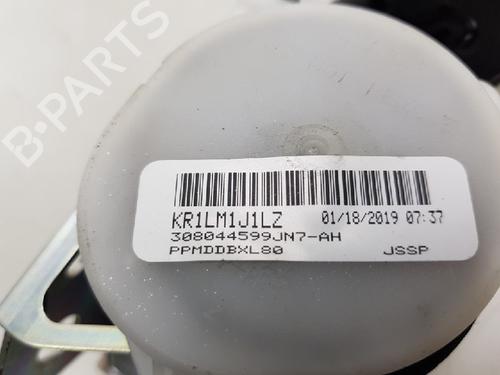 B-PARTS
KR1LM1J1LZ 01/18/2019 07:37
308044599JN7-AH
PPMDDBXL80 JSSP